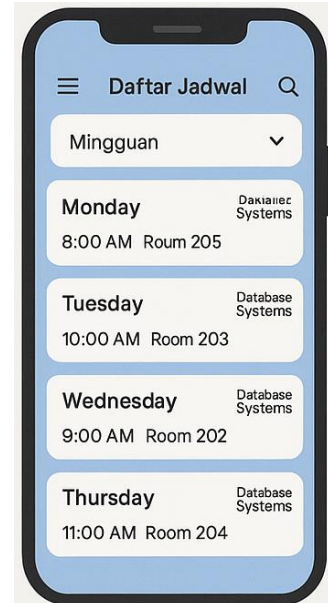 Daftar Jadwal
Mingguan
Monday
Systems
8:00 AM Roum 205
Tuesday
Database
Systems
10:00 AM Room 203
Wednesday
Database
Systems
9:00 AM Room 202
Thursday
Database
Systems
11:00 AM Room 204